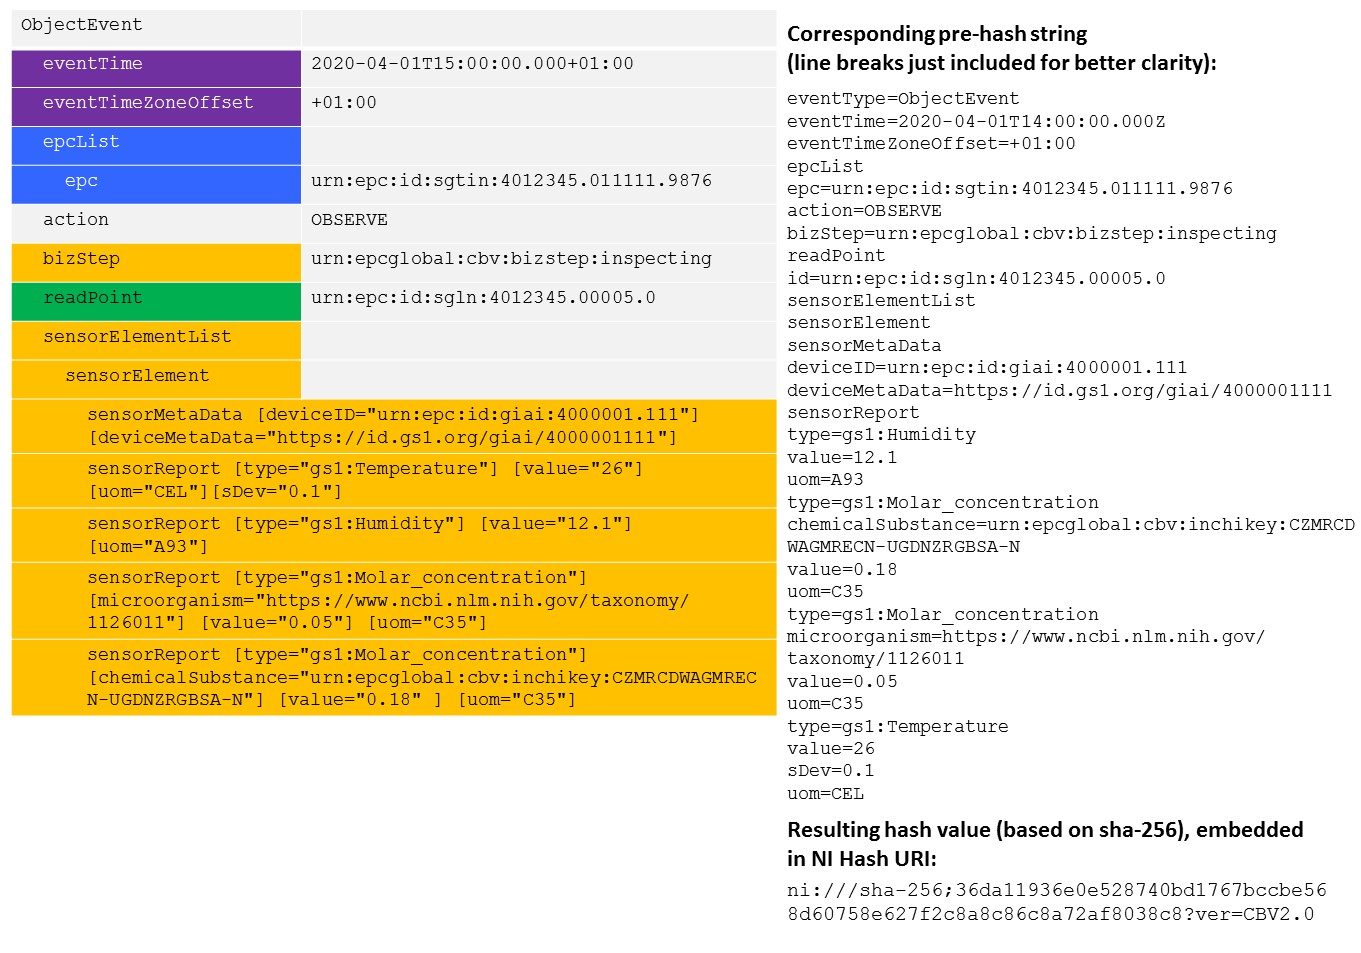 ObjectEvent
eventTime 2020-04-01T15:00:00.000+01:00
eventTimeZoneOffset +01:00
epcList
epc urn:epc:id:sgtin:4012345.011111.9876
action OBSERVE
bizStep urn:epcglobal:cbv:bizstep:inspecting
readPoint urn:epc:id:sgln:4012345.00005.0
sensorElementList
sensorElement
sensorMetaData [deviceID="urn:epc:id:giai:4000001.111"]
[deviceMetaData="https://id.gs1.org/giai/4000001111"]
sensorReport [type="gs1:Temperature"] [value="26"]
[uom="CEL"][sDev="0.1"]
sensorReport [type="gs1:Humidity"] [value="12.1"]
[uom="A93"]
sensorReport [type="gs1:Molar_concentration"]
[microorganism="https://www.ncbi.nlm.nih.gov/taxonomy/
1126011"] [value="0.05"] [uom="C35"]
sensorReport [type="gs1:Molar_concentration"]
[chemicalSubstance="urn:epcglobal:cbv:inchikey:CZMRCDWAGMREC
N-UGDNZRGBSA-N"] [value="0.18" ] [uom="C35"]
Corresponding pre-hash string
(line breaks just included for better clarity):
eventType=ObjectEvent
eventTime=2020-04-01T14:00:00.000Z
eventTimeZoneOffset=+01:00
epcList
epc=urn:epc:id:sgtin:4012345.011111.9876
action=OBSERVE
bizStep=urn:epcglobal:cbv:bizstep:inspecting
readPoint
id=urn:epc:id:sgln:4012345.00005.0
sensorElementList
sensorElement
sensorMetaData
deviceID=urn:epc:id:giai:4000001.111
deviceMetaData=https://id.gs1.org/giai/4000001111
sensorReport
type=gs1:Humidity
value=12.1
uom=A93
type=gs1:Molar_concentration
chemicalSubstance=urn:epcglobal:cbv:inchikey:CZMRCD
WAGMRECN-UGDNZRGBSA-N
value=0.18
uom=C35
type=gs1:Molar_concentration
microorganism=https://www.ncbi.nlm.nih.gov/
taxonomy/1126011
value=0.05
uom=C35
type=gs1:Temperature
value=26
sDev=0.1
uom=CEL
Resulting hash value (based on sha-256), embedded
in NI Hash URI:
ni:///sha-256;36da11936e0e528740bd1767bccbe56
8d60758e627f2c8a8c86c8a72af8038c8?ver=CBV2.0